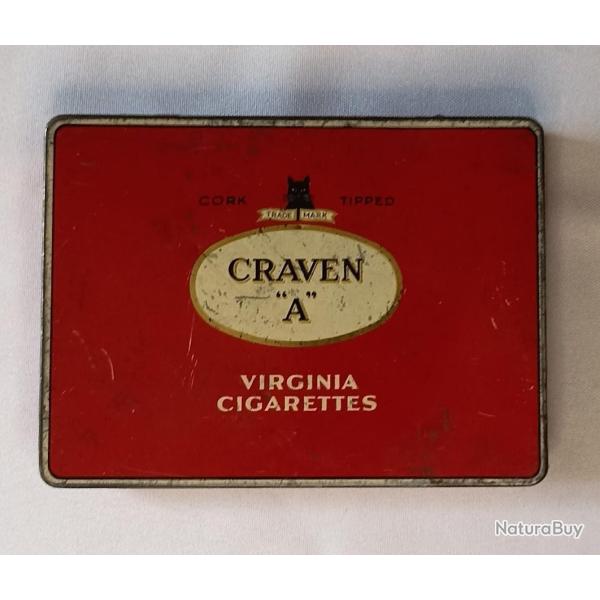 CORK TIPPED
TRADE MARK
CRAVEN
"A"
VIRGINIA
CIGARETTES
NaturaBuy